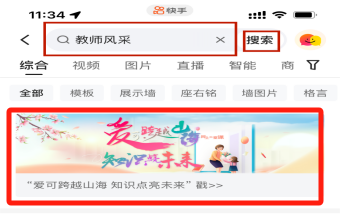 11:34
快手
教师风采
搜索
综合 视频 图片 直播 智能 商
全部 模板 展示墙 座右铭 墙图片 格言
爱可跨越山海
知识点亮未来
“爱可跨越山海 知识点亮未来”戳>>